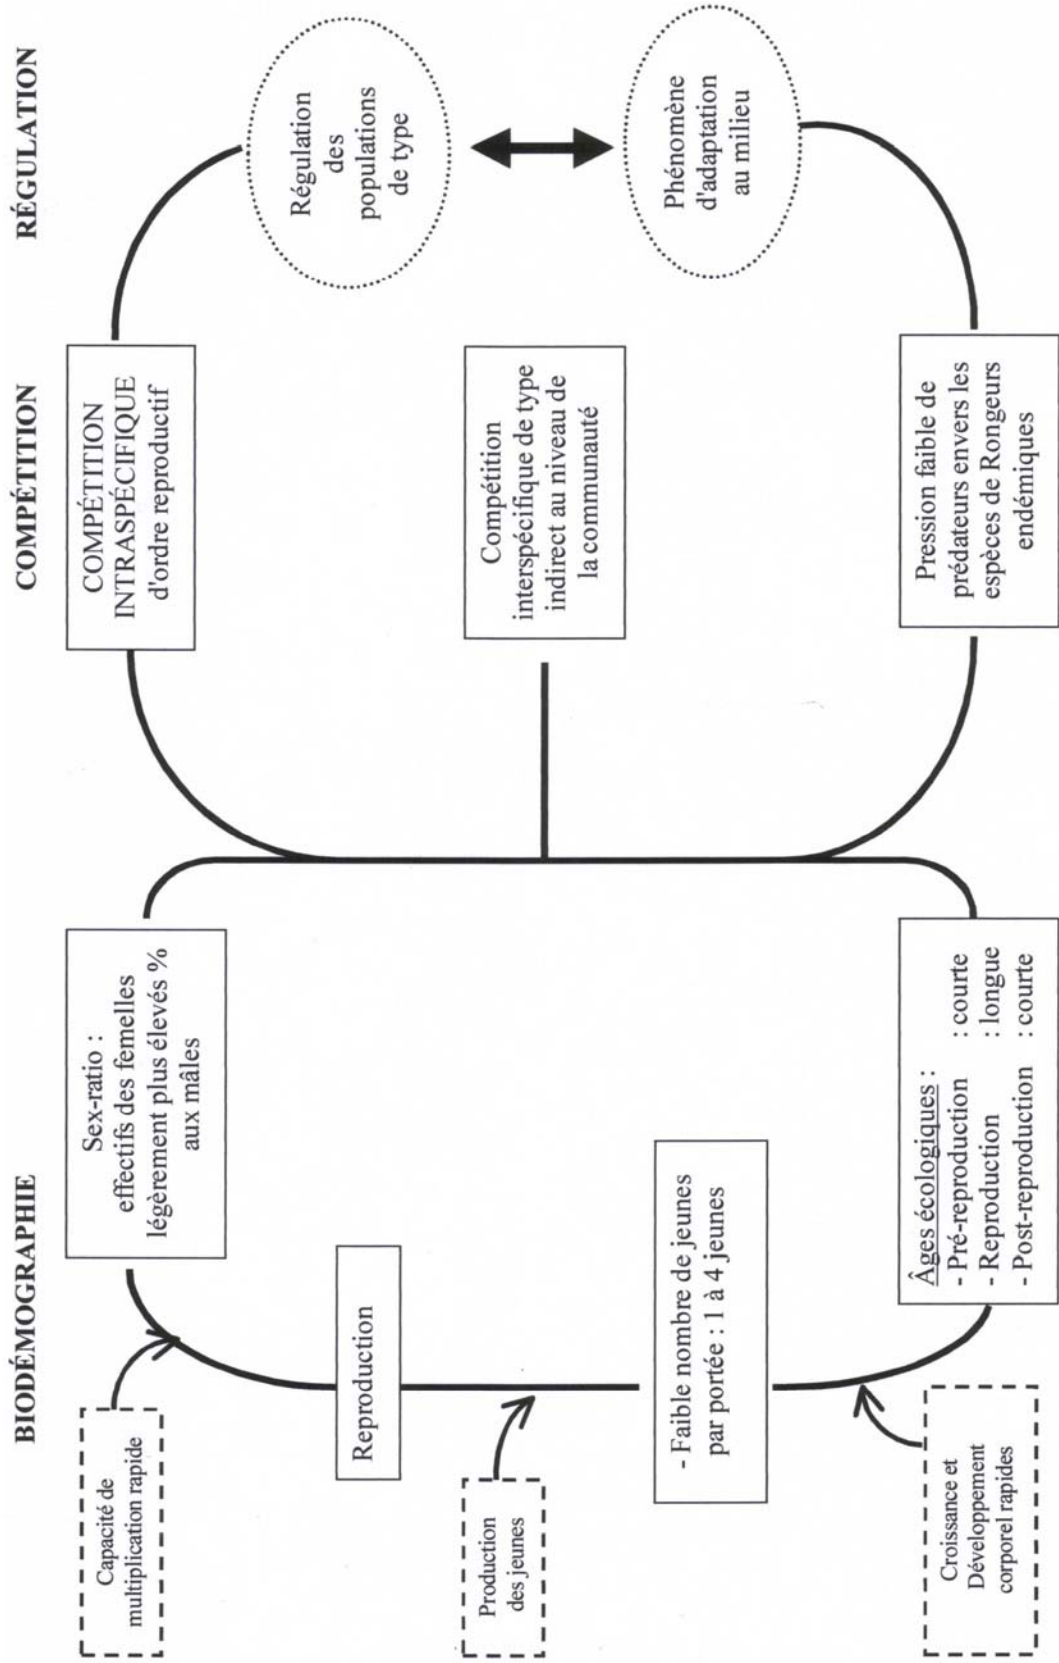 BIODÉMOGRAPHIE
COMPÉTITION
RÉGULATION
Capacité de
multiplication rapide
Production
des jeunes
Croissance et
Développement
corporel rapides
Reproduction
- Faible nombre de jeunes
par portée : 1 à 4 jeunes
Sex-ratio :
effectifs des femelles
légèrement plus élevés %
aux mâles
Âges écologiques :
- Pré-reproduction : courte
- Reproduction : longue
- Post-reproduction : courte
COMPÉTITION
INTRASPÉCIFIQUE
d'ordre reproductif
Compétition
interspécifique de type
indirect au niveau de
la communauté
Pression faible de
prédateurs envers les
espèces de Rongeurs
endémiques
Régulation
des
populations
de type
Phénomène
d'adaptation
au milieu